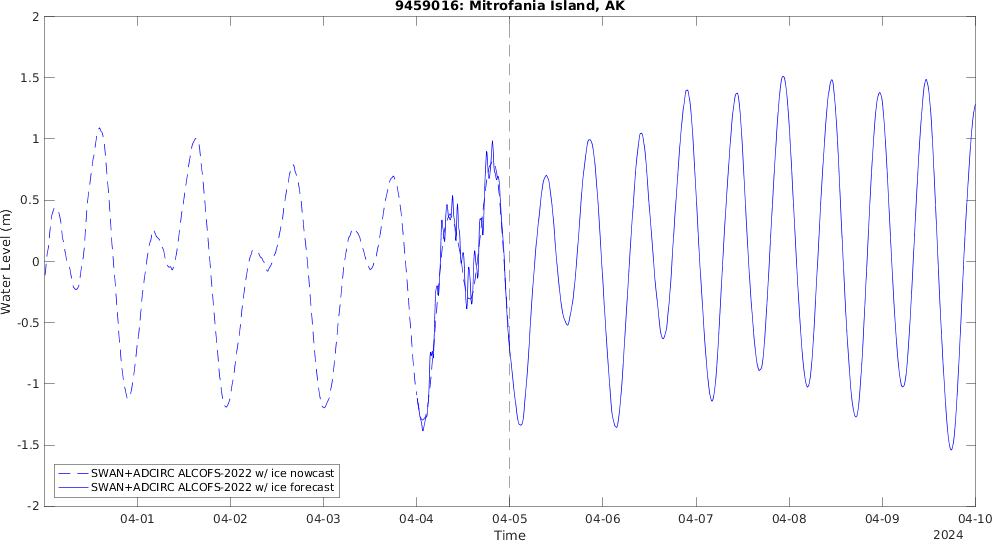 9459016: Mitrofania Island, AK
2
1.5
1
0.5
0
-0.5
-1
-1.5
-2
Water Level (m)
SWAN+ADCIRC ALCOFS-2022 w/ ice nowcast
SWAN+ADCIRC ALCOFS-2022 w/ ice forecast
04-01 04-02 04-03 04-04 04-05 04-06 04-07 04-08 04-09 04-10
Time
2024